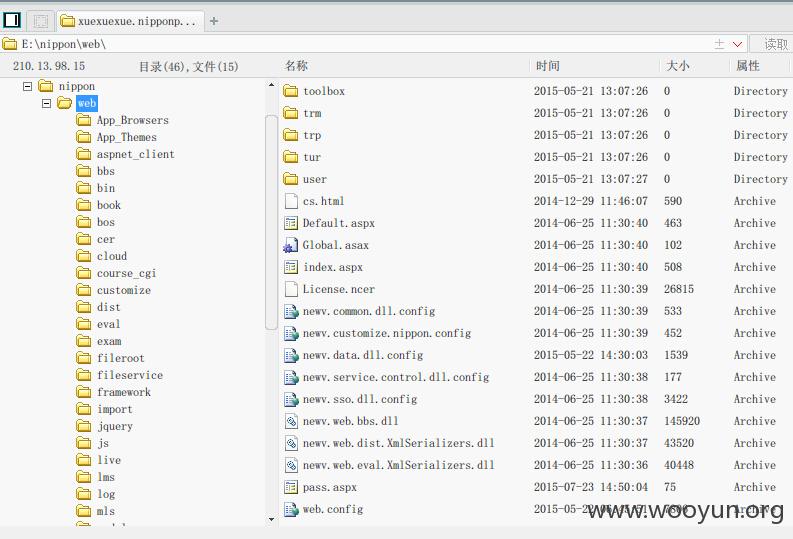 xuexuexue.nipponp...
E:\nippon\web\ 读取
210.13.98.15 目录(46),文件(15) 名称 时间 大小 属性
nippon
web
App_Browsers
App_Themes
aspnet_client
bbs
bin
book
bos
cer
cloud
course_cgi
customize
dist
eval
exam
fileroot
fileservice
framework
import
jquery
js
live
lms
log
mls
toolbox 2015-05-21 13:07:26 0 Directory
trm 2015-05-21 13:07:26 0 Directory
trp 2015-05-21 13:07:26 0 Directory
tur 2015-05-21 13:07:26 0 Directory
user 2015-05-21 13:07:27 0 Directory
cs.html 2014-12-29 11:46:07 590 Archive
Default.aspx 2014-06-25 11:30:40 463 Archive
Global.asax 2014-06-25 11:30:40 102 Archive
index.aspx 2014-06-25 11:30:40 508 Archive
License.ncer 2014-06-25 11:30:39 26815 Archive
newv.common.dll.config 2014-06-25 11:30:39 533 Archive
newv.customize.nippon.config 2014-06-25 11:30:39 452 Archive
newv.data.dll.config 2015-05-22 14:30:03 1539 Archive
newv.service.control.dll.config 2014-06-25 11:30:38 177 Archive
newv.sso.dll.config 2014-06-25 11:30:38 3422 Archive
newv.web.bbs.dll 2014-06-25 11:30:37 145920 Archive
newv.web.dist.XmlSerializers.dll 2014-06-25 11:30:37 43520 Archive
newv.web.eval.XmlSerializers.dll 2014-06-25 11:30:36 40448 Archive
pass.aspx 2015-07-23 14:50:04 75 Archive
web.config Archive
www.wooyun.org